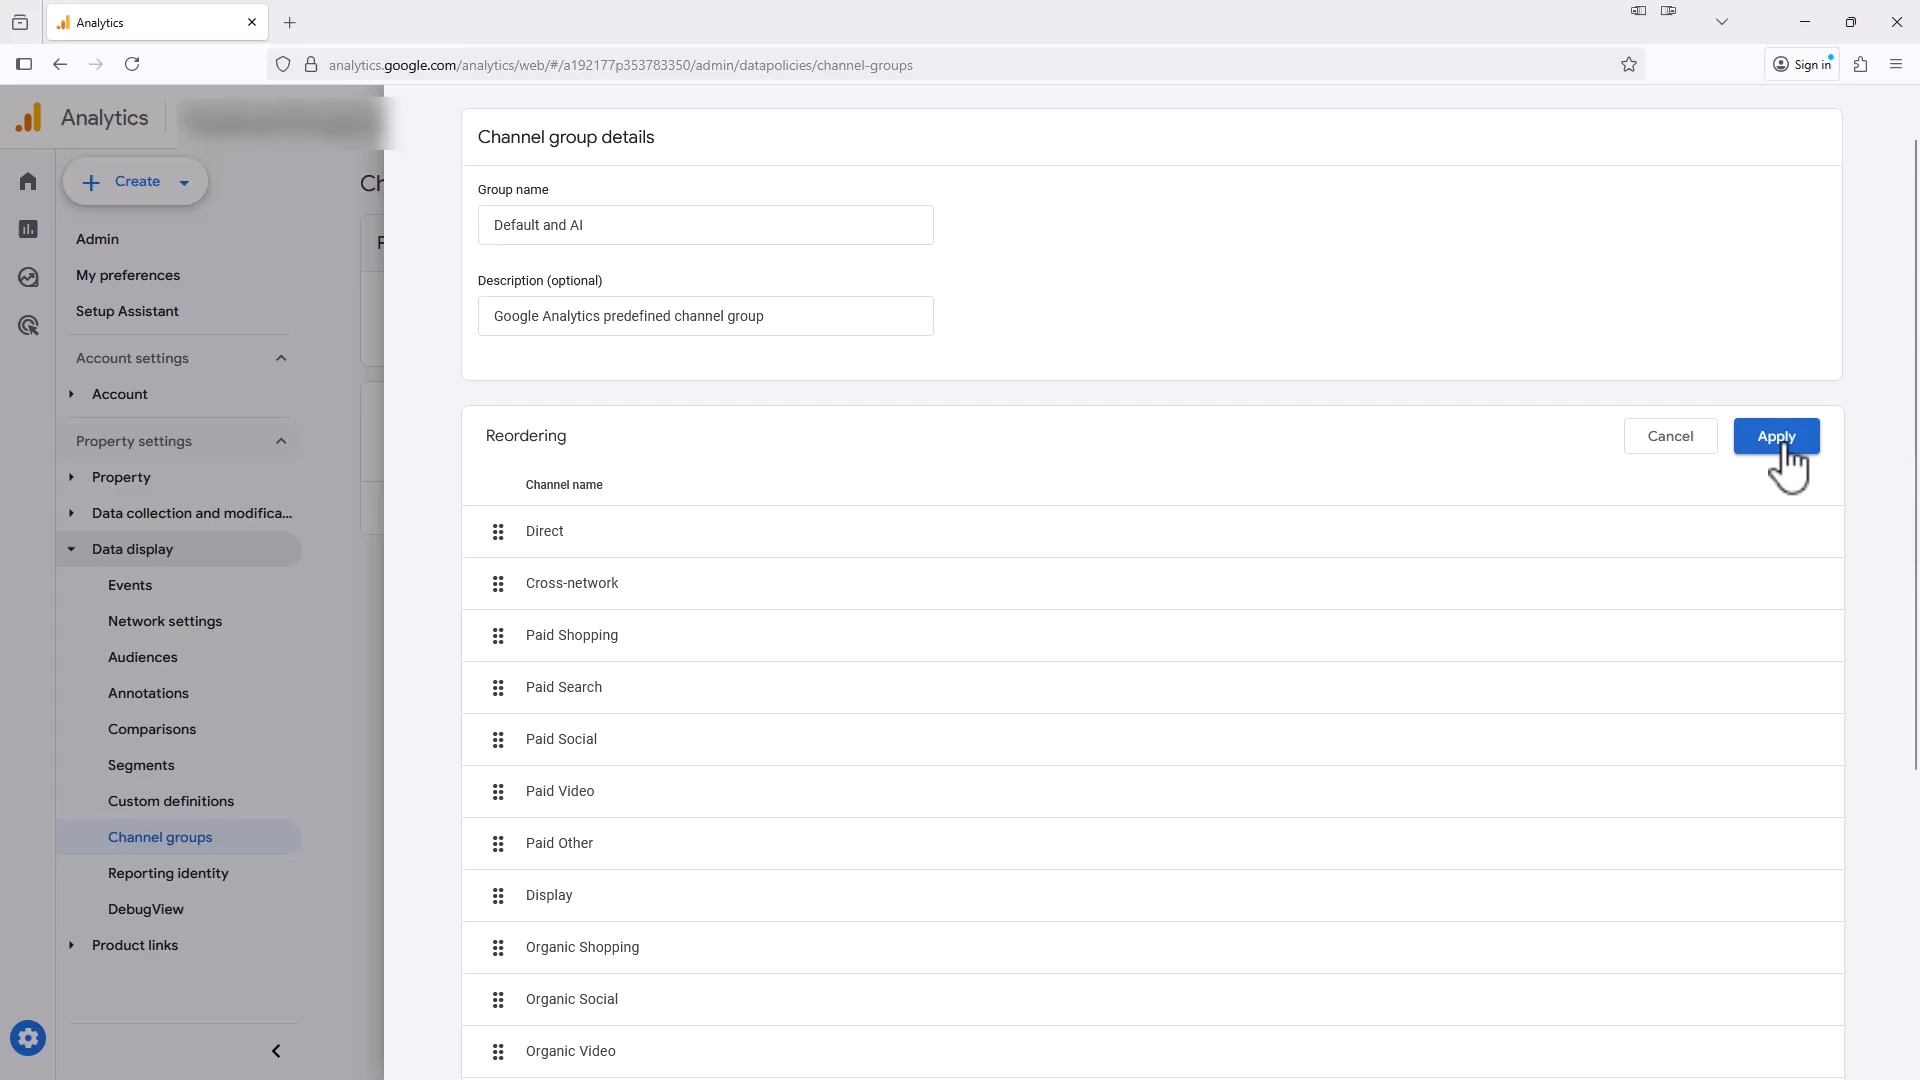 Analytics
analytics.google.com/analytics/web/#/a192177p353783350/admin/datapolicies/channel-groups
Sign in
Analytics
Create
Admin
My preferences
Setup Assistant
Account settings
Account
Property settings
Property
Data collection and modifica...
Data display
Events
Network settings
Audiences
Annotations
Comparisons
Segments
Custom definitions
Channel groups
Reporting identity
DebugView
Product links
Ch
Channel group details
Group name
Default and AI
Description (optional)
Google Analytics predefined channel group
Reordering
Cancel
Apply
Channel name
Direct
Cross-network
Paid Shopping
Paid Search
Paid Social
Paid Video
Paid Other
Display
Organic Shopping
Organic Social
Organic Video